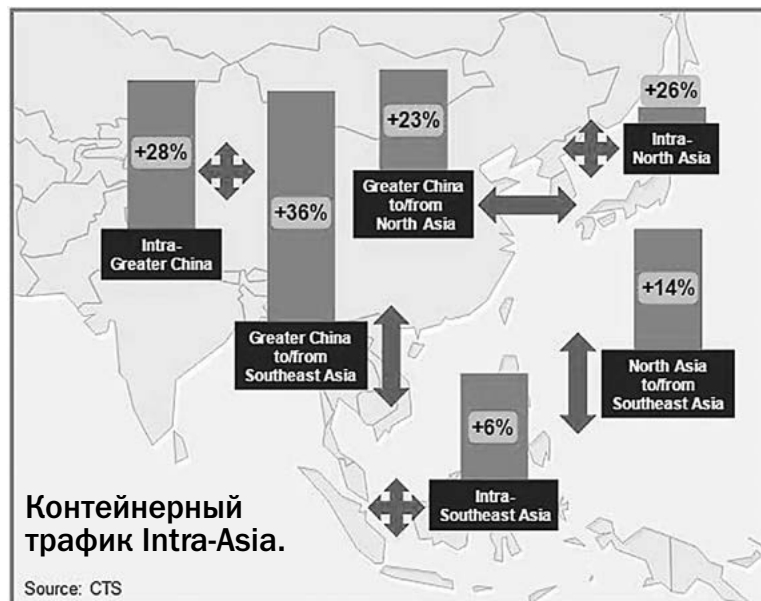 +28%
Intra-
Greater China
+36%
Greater China
to/from
Southeast Asia
+23%
Greater China
to/from
North Asia
+26%
Intra-
North Asia
+14%
North Asia
to/from
Southeast Asia
+6%
Intra-
Southeast Asia
Контейнерный
трафик Intra-Asia.
Source: CTS